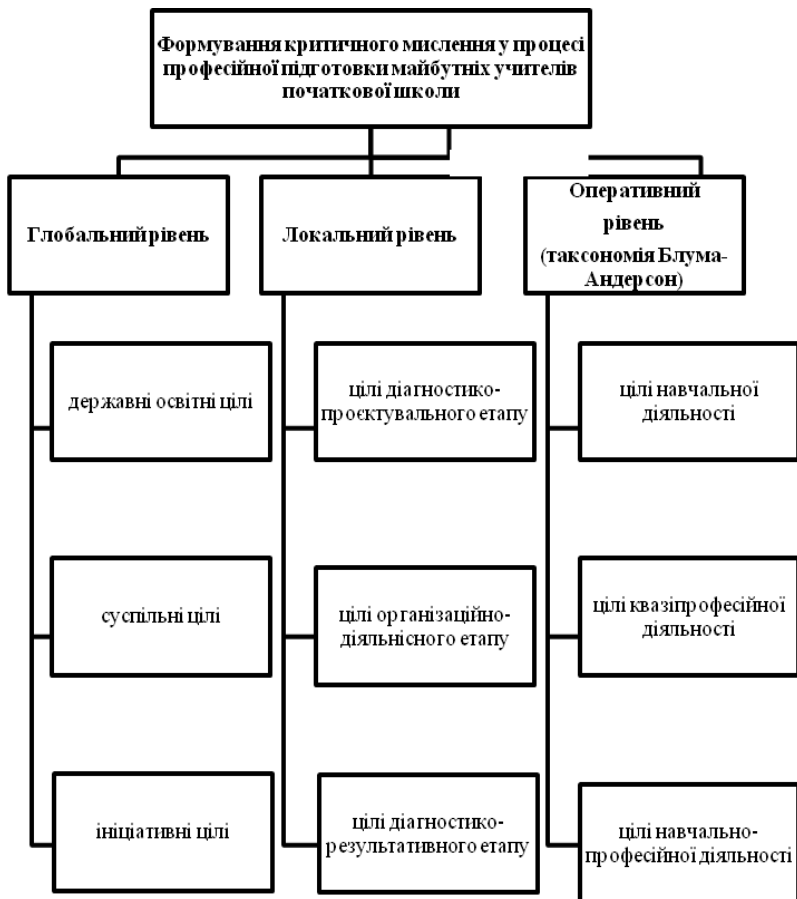 Формування критичного мислення у процесі
професійної підготовки майбутніх учителів
початкової школи
Глобальний рівень
Локальний рівень
Оперативний
рівень
(таксономія Блума-
Андерсон)
державні освітні цілі
цілі діагностико-
проєктувального етапу
цілі навчальної
діяльності
суспільні цілі
цілі організаційно-
діяльнісного етапу
цілі квазіпрофесійної
діяльності
ініціативні цілі
цілі діагностико-
результативного етапу
цілі навчально-
професійної діяльності